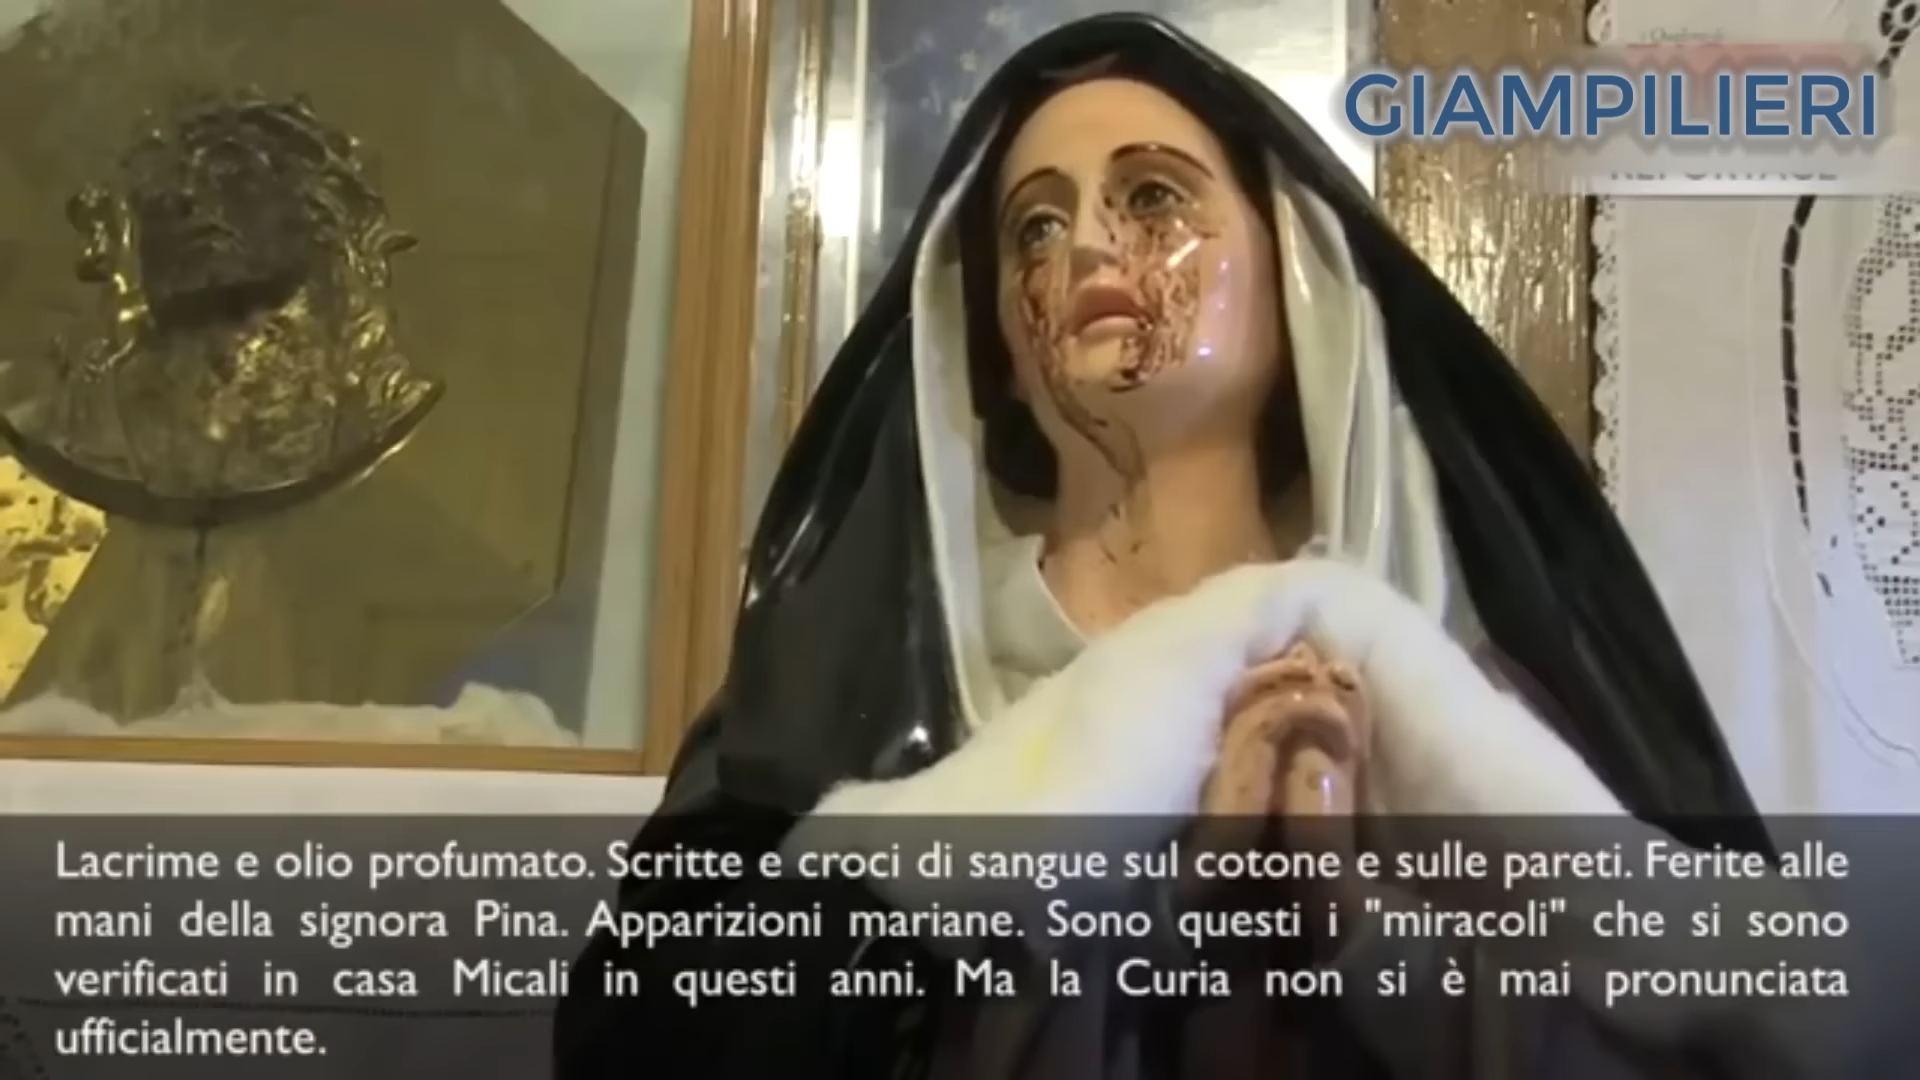 GIAMPILIERI
REPORTAGE
Lacrime e olio profumato. Scritte e croci di sangue sul cotone e sulle pareti. Ferite alle
mani della signora Pina. Apparizioni mariane. Sono questi i "miracoli" che si sono
verificati in casa Micali in questi anni. Ma la Curia non si è mai pronunciata
ufficialmente.